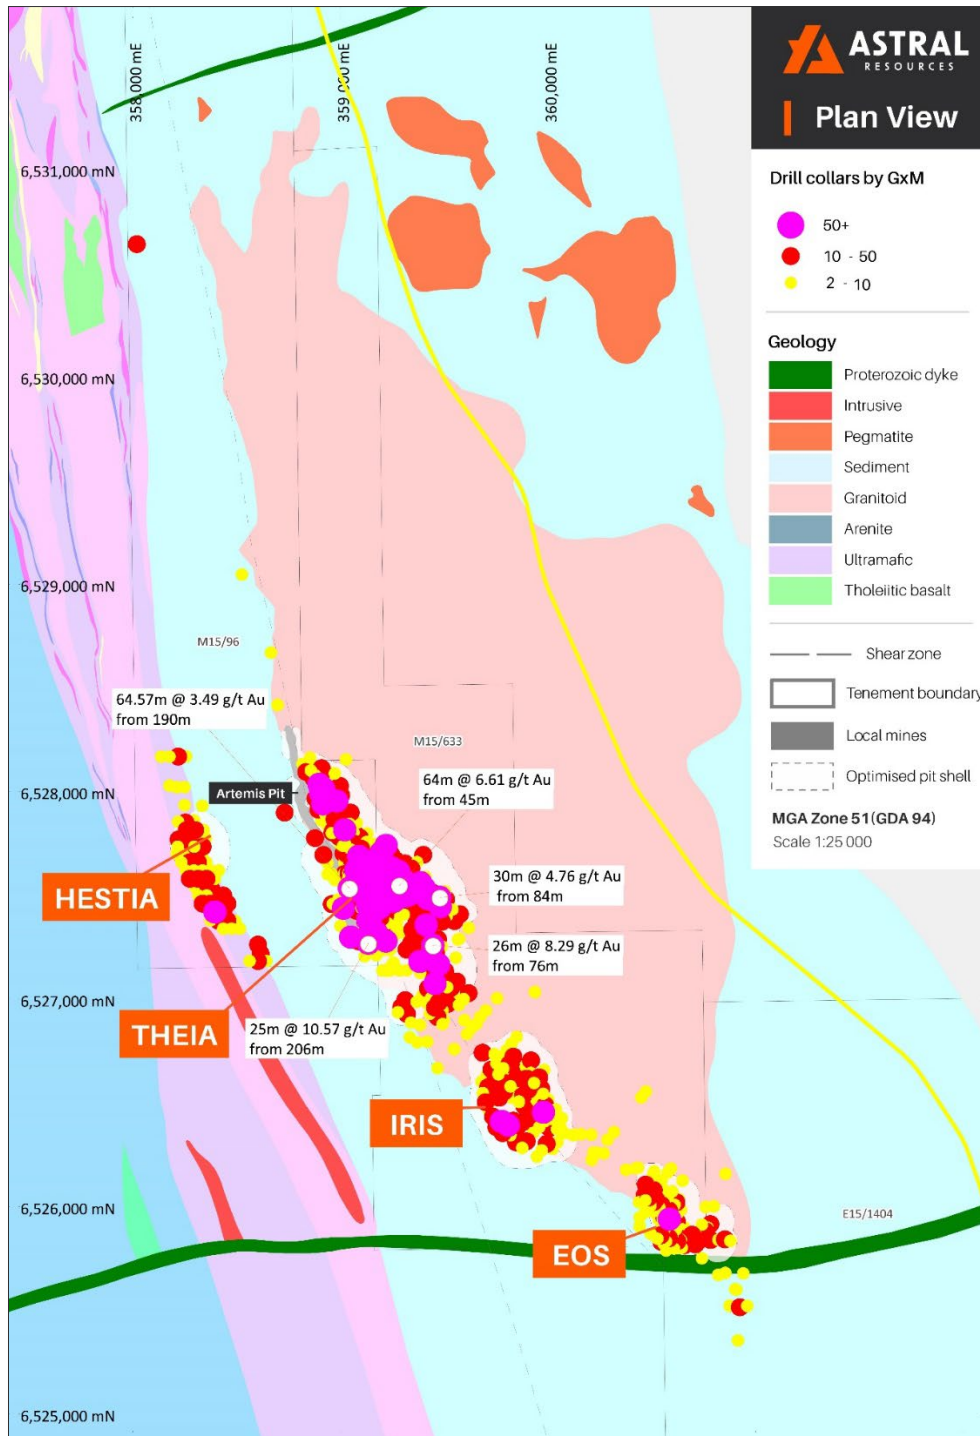 ASTRAL
RESOURCES
Plan View
358,000 mE
359,000 mE
360,000 mE
6,531,000 mN
6,530,000 mN
6,529,000 mN
6,528,000 mN
6,527,000 mN
6,526,000 mN
6,525,000 mN
M15/96
64.57m @ 3.49 g/t Au
from 190m
M15/633
64m @ 6.61 g/t Au
from 45m
Artemis Pit
30m @ 4.76 g/t Au
from 84m
HESTIA
26m @ 8.29 g/t Au
from 76m
THEIA
25m @ 10.57 g/t Au
from 206m
IRIS
E15/1404
EOS
Drill collars by GxM
50+
10 - 50
2 - 10
Geology
Proterozoic dyke
Intrusive
Pegmatite
Sediment
Granitoid
Arenite
Ultramafic
Tholeiitic basalt
Shear zone
Tenement boundary
Local mines
Optimised pit shell
MGA Zone 51(GDA 94)
Scale 1:25 000